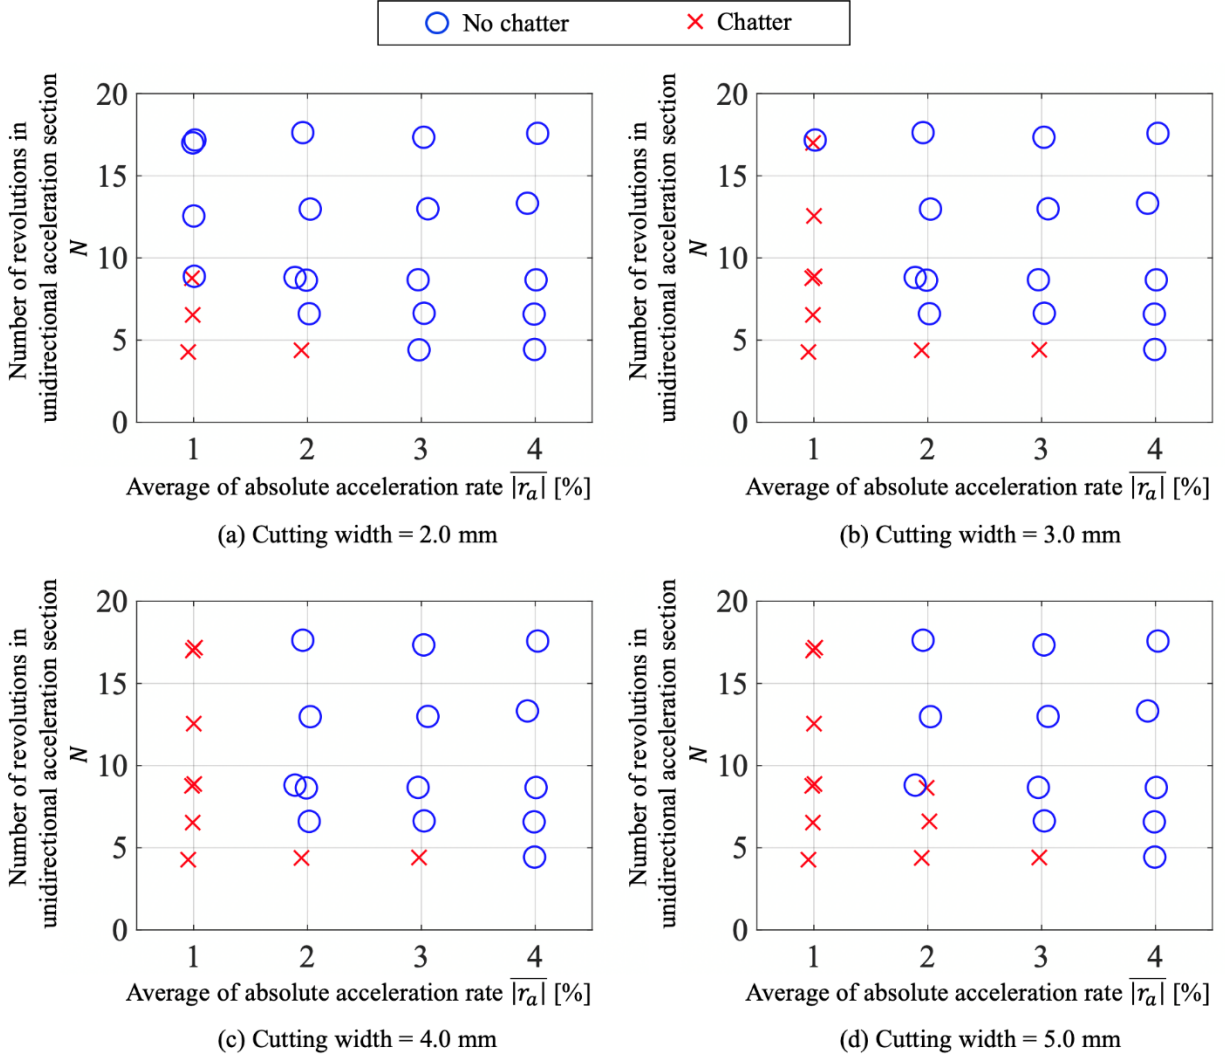 No chatter
Chatter
Number of revolutions in
unidirectional acceleration section
N
20
15
10
5
0
1 2 3 4
Average of absolute acceleration rate |r_a| [%]
(a) Cutting width = 2.0 mm
Number of revolutions in
unidirectional acceleration section
N
20
15
10
5
0
1 2 3 4
Average of absolute acceleration rate |r_a| [%]
(b) Cutting width = 3.0 mm
Number of revolutions in
unidirectional acceleration section
N
20
15
10
5
0
1 2 3 4
Average of absolute acceleration rate |r_a| [%]
(c) Cutting width = 4.0 mm
Number of revolutions in
unidirectional acceleration section
N
20
15
10
5
0
1 2 3 4
Average of absolute acceleration rate |r_a| [%]
(d) Cutting width = 5.0 mm